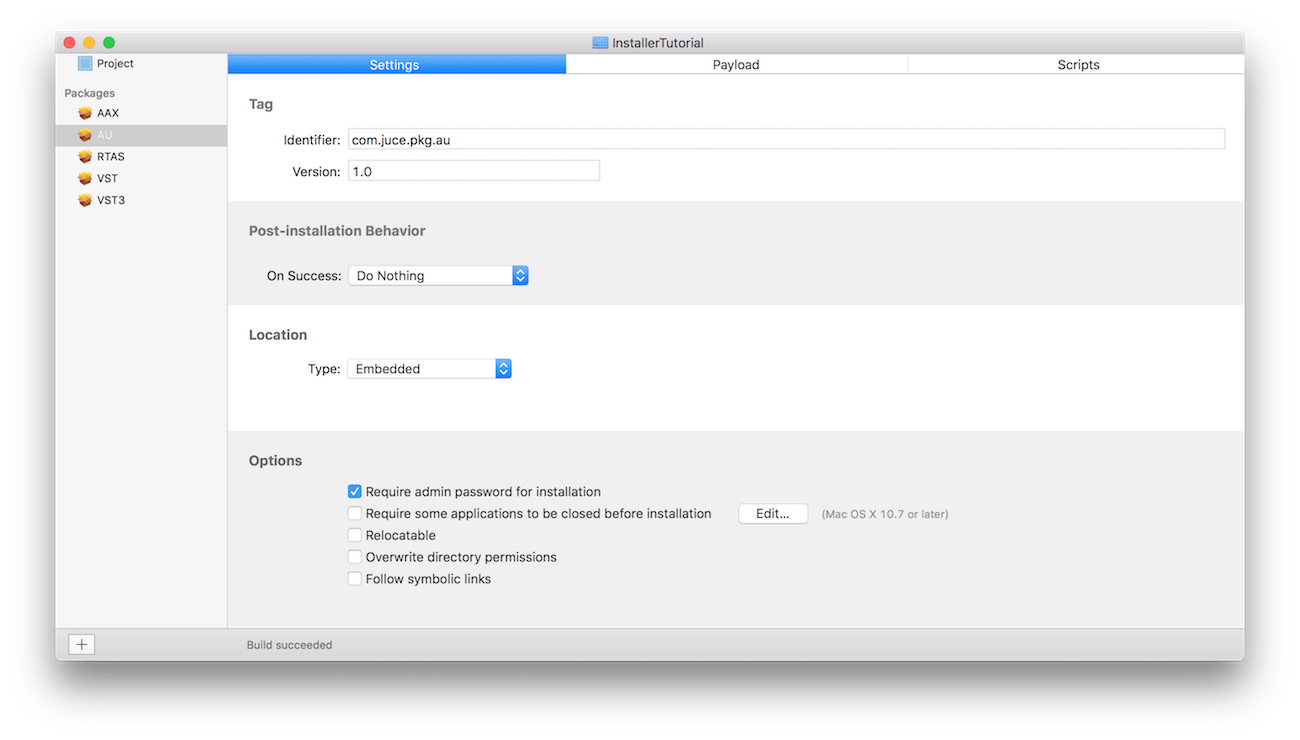 InstallerTutorial
Project
Packages
AAX
AU
RTAS
VST
VST3
Settings Payload Scripts
Tag
Identifier: com.juce.pkg.au
Version: 1.0
Post-installation Behavior
On Success: Do Nothing
Location
Type: Embedded
Options
Require admin password for installation
Require some applications to be closed before installation Edit... (Mac OS X 10.7 or later)
Relocatable
Overwrite directory permissions
Follow symbolic links
+ Build succeeded